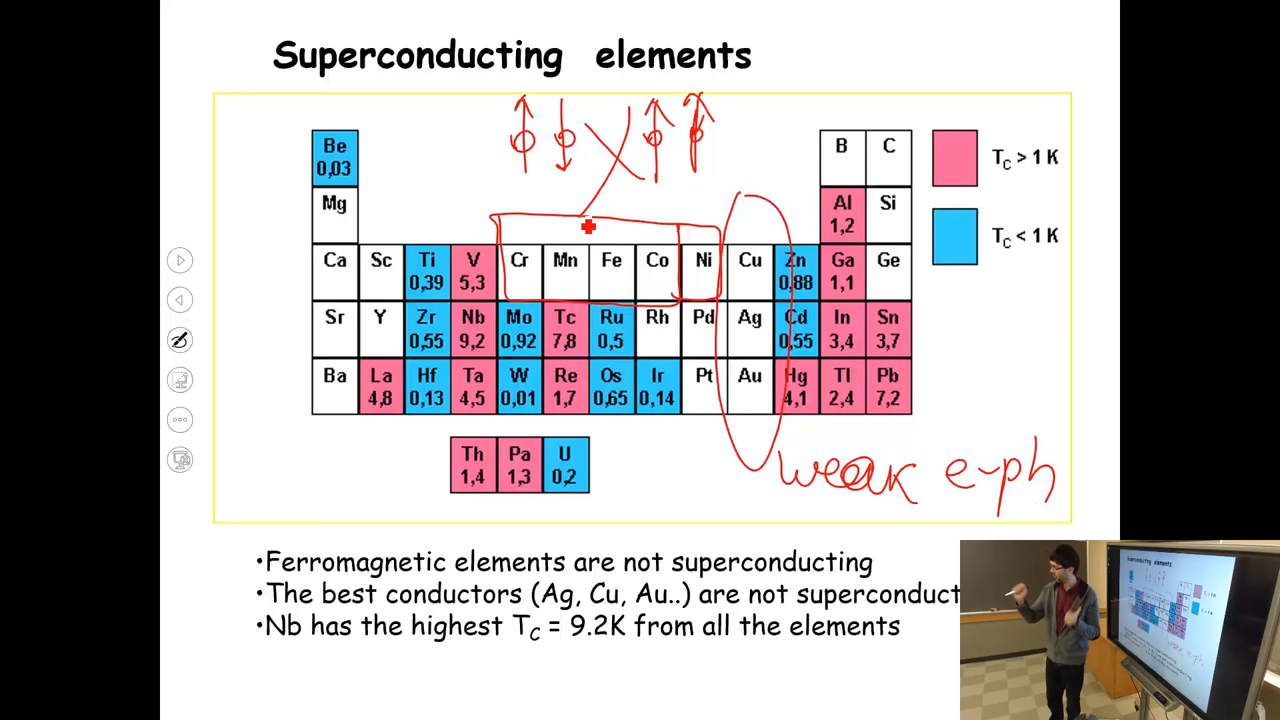 Superconducting elements
Be B C T_C > 1 K
0,03
Mg Al Si
1,2 T_C < 1 K
Ca Sc Ti V Cr Mn Fe Co Ni Cu Zn Ga Ge
0,39 5,3 0,88 1,1
Sr Y Zr Nb Mo Tc Ru Rh Pd Ag Cd In Sn
0,55 9,2 0,92 7,8 0,5 0,55 3,4 3,7
Ba La Hf Ta W Re Os Ir Pt Au Hg Tl Pb
4,8 0,13 4,5 0,01 1,7 0,65 0,14 4,1 2,4 7,2
Th Pa U
1,4 1,3 0,2
weak e-ph
•Ferromagnetic elements are not superconducting
•The best conductors (Ag, Cu, Au..) are not superconduct
•Nb has the highest T_C = 9.2K from all the elements